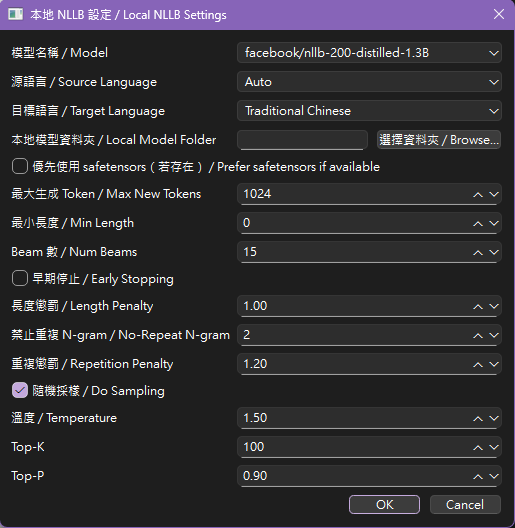 本地 NLLB 設定 / Local NLLB Settings
模型名稱 / Model facebook/nllb-200-distilled-1.3B
源語言 / Source Language Auto
目標語言 / Target Language Traditional Chinese
本地模型資料夾 / Local Model Folder 選擇資料夾 / Browse...
優先使用 safetensors（若存在） / Prefer safetensors if available
最大生成 Token / Max New Tokens 1024
最小長度 / Min Length 0
Beam 數 / Num Beams 15
早期停止 / Early Stopping
長度懲罰 / Length Penalty 1.00
禁止重複 N-gram / No-Repeat N-gram 2
重複懲罰 / Repetition Penalty 1.20
隨機採樣 / Do Sampling
溫度 / Temperature 1.50
Top-K 100
Top-P 0.90
OK Cancel